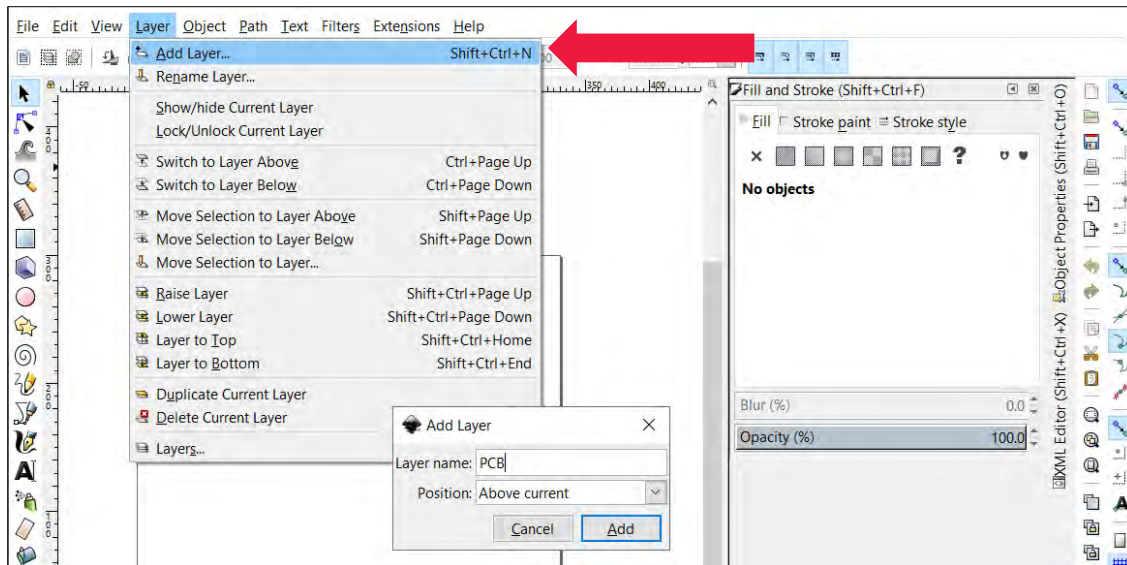 File Edit View Layer Object Path Text Filters Extensions Help
Add Layer... Shift+Ctrl+N
Rename Layer...
Show/hide Current Layer
Lock/Unlock Current Layer
Switch to Layer Above Ctrl+Page Up
Switch to Layer Below Ctrl+Page Down
Move Selection to Layer Above Shift+Page Up
Move Selection to Layer Below Shift+Page Down
Move Selection to Layer...
Raise Layer Shift+Ctrl+Page Up
Lower Layer Shift+Ctrl+Page Down
Layer to Top Shift+Ctrl+Home
Layer to Bottom Shift+Ctrl+End
Duplicate Current Layer
Delete Current Layer
Layers...
-50 350 400
Add Layer
Layer name: PCB
Position: Above current
Cancel Add
Fill and Stroke (Shift+Ctrl+F)
Fill Stroke paint Stroke style
No objects
Blur (%) 0.0
Opacity (%) 100.0
Object Properties (Shift+Ctrl+O)
XML Editor (Shift+Ctrl+X)